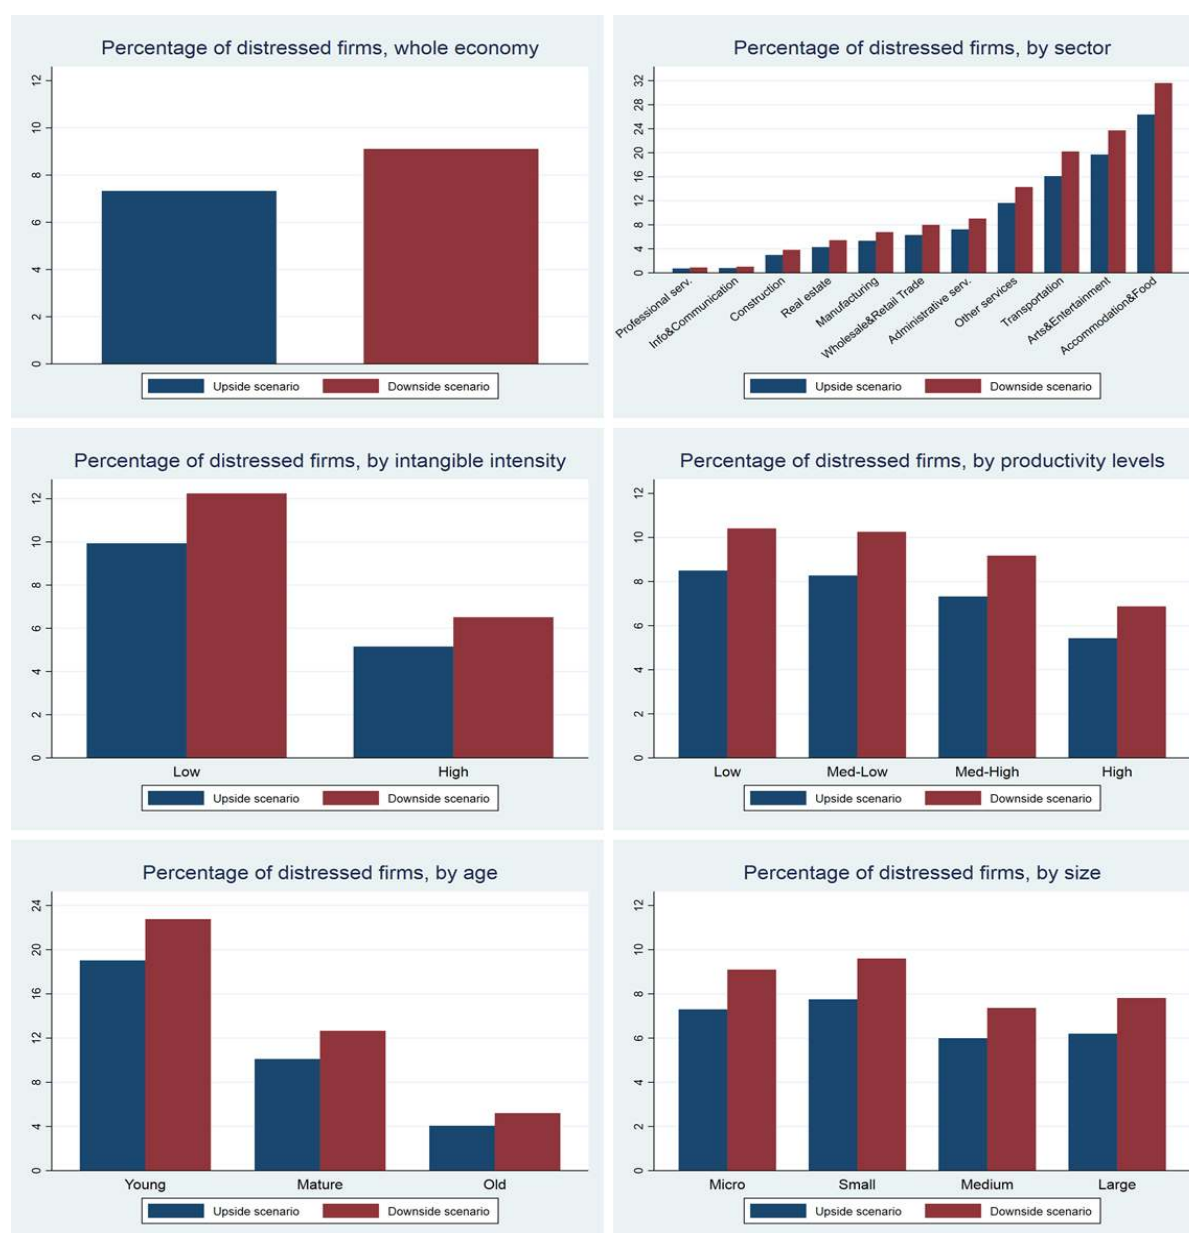 Percentage of distressed firms, whole economy
12
10
8
6
4
2
0
Upside scenario Downside scenario
Percentage of distressed firms, by sector
32
28
24
20
16
12
8
4
0
Professional serv.
Info&Communication
Construction
Real estate
Manufacturing
Wholesale&Retail Trade
Administrative serv.
Other services
Transportation
Arts&Entertainment
Accommodation&Food
Upside scenario Downside scenario
Percentage of distressed firms, by intangible intensity
12
10
8
6
4
2
0
Low High
Upside scenario Downside scenario
Percentage of distressed firms, by productivity levels
12
10
8
6
4
2
0
Low Med-Low Med-High High
Upside scenario Downside scenario
Percentage of distressed firms, by age
24
20
16
12
8
4
0
Young Mature Old
Upside scenario Downside scenario
Percentage of distressed firms, by size
12
10
8
6
4
2
0
Micro Small Medium Large
Upside scenario Downside scenario